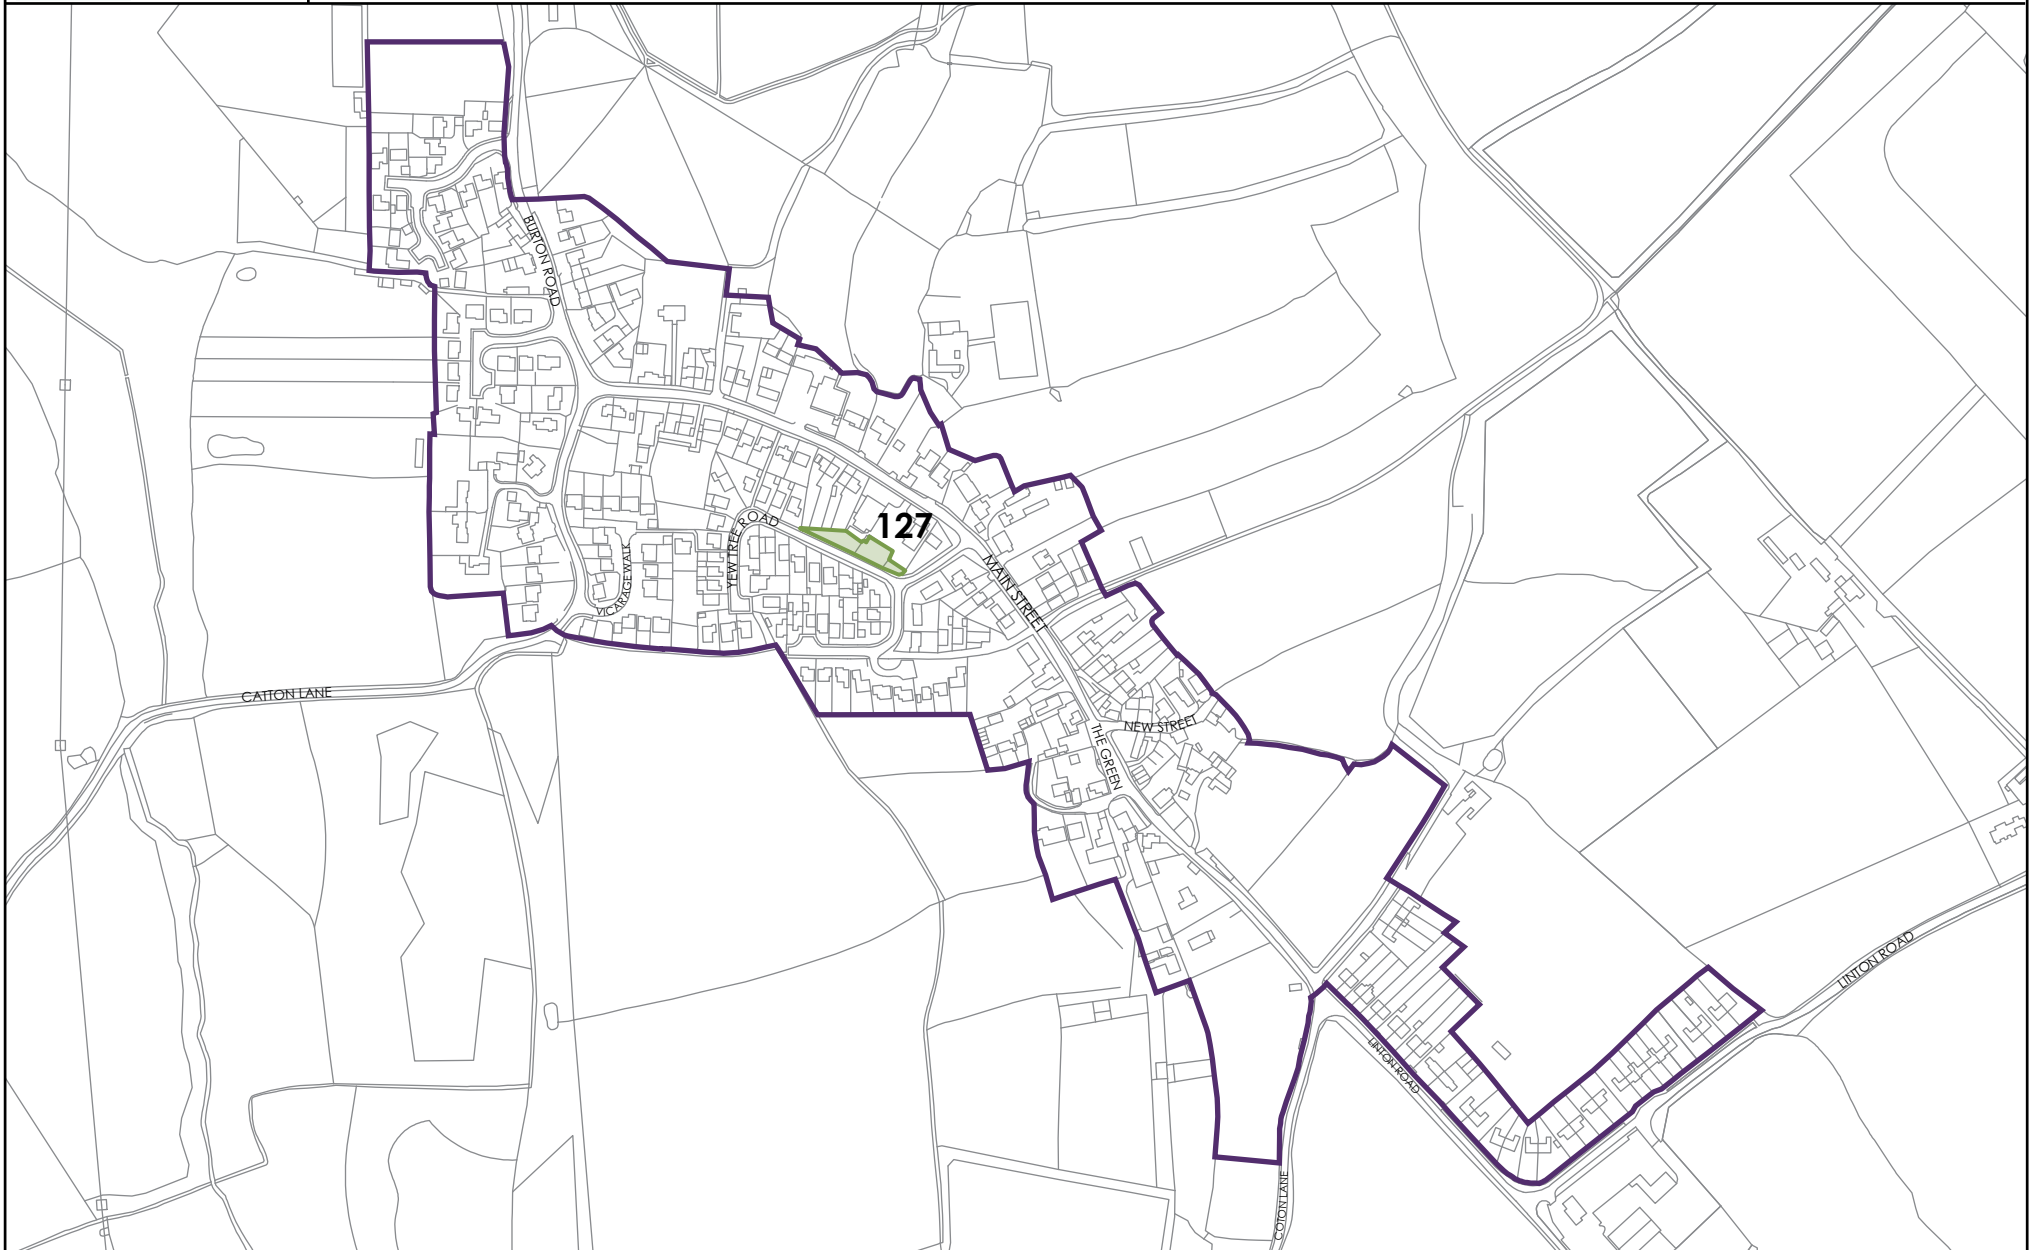 BURTON ROAD
127
YEW TREE ROAD
VICARAGE WALK
MAIN STREET
CATTON LANE
NEW STREET
THE GREEN
LINTON ROAD
LINTON ROAD
COTON LANE